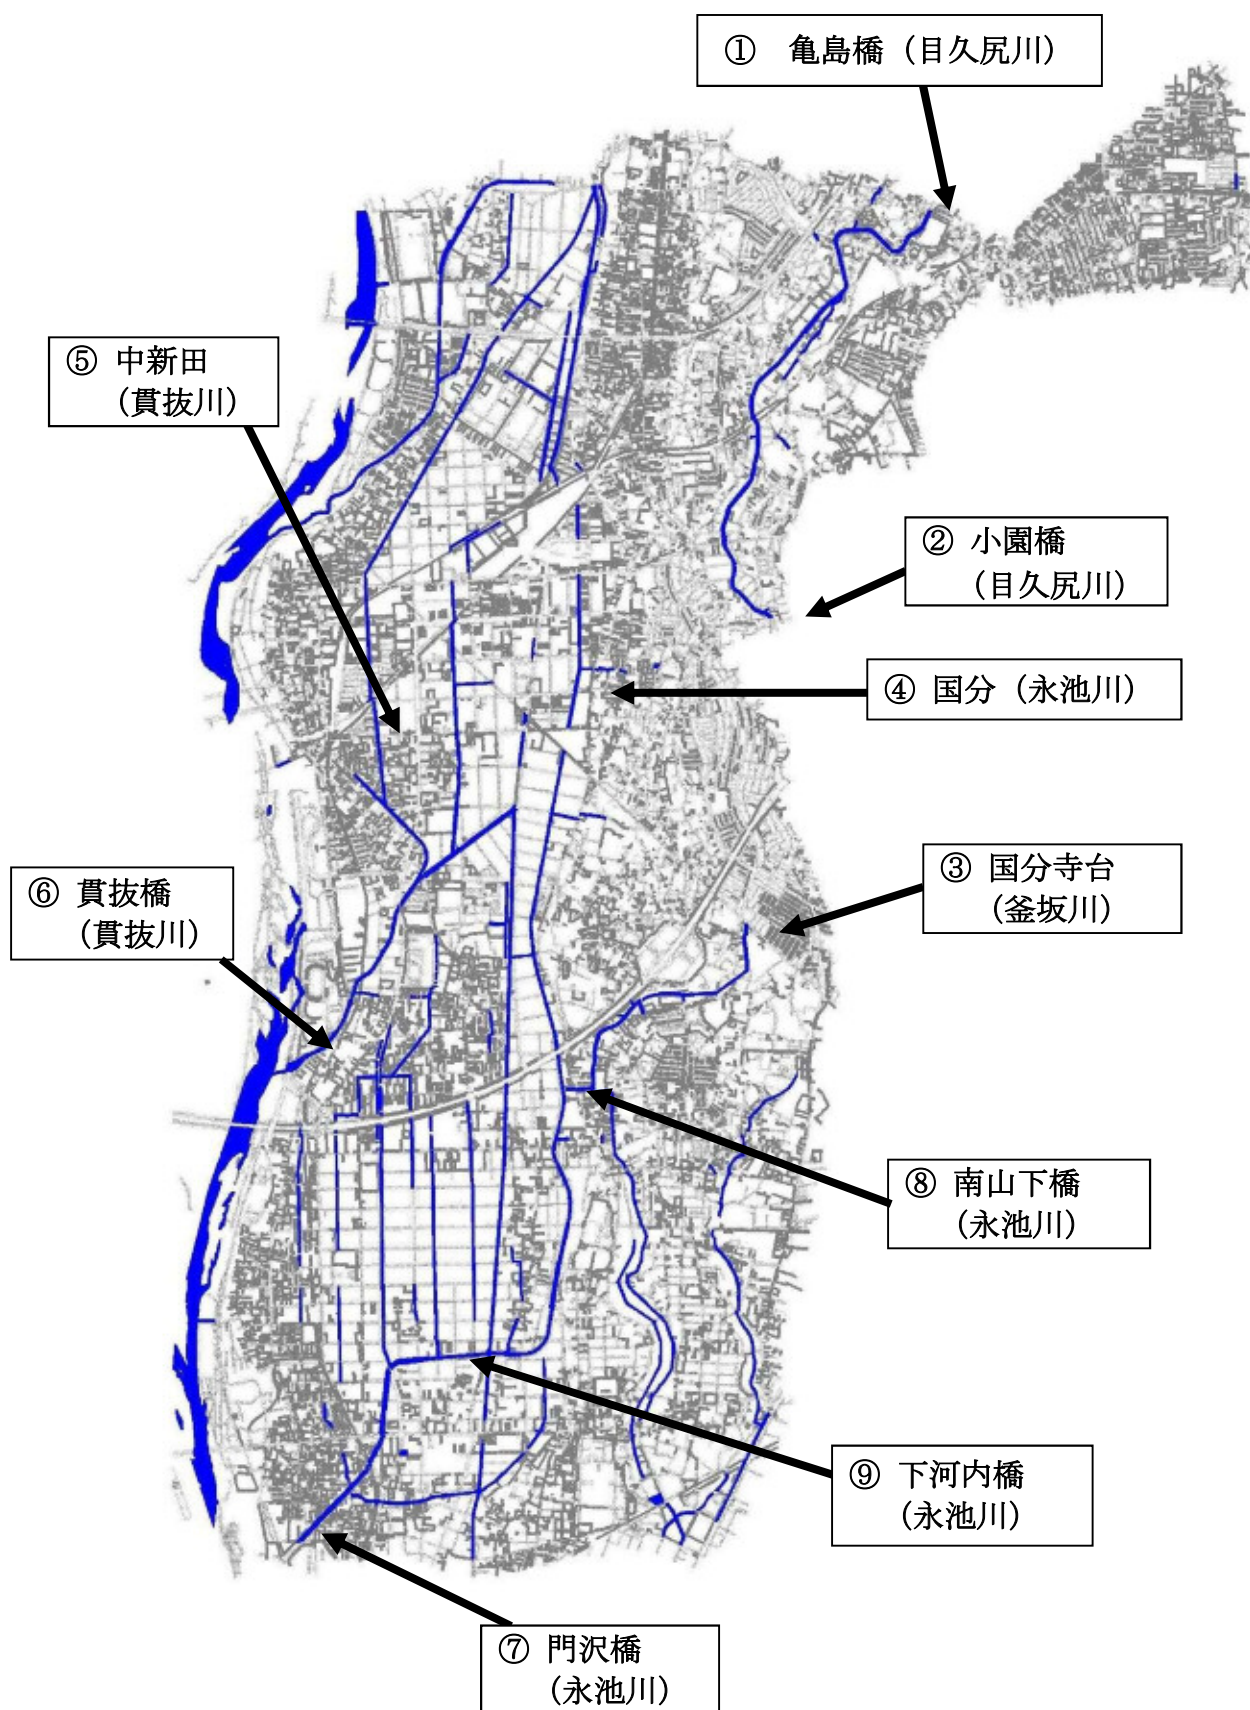 ① 亀島橋（目久尻川）
⑤ 中新田
（貫抜川）
② 小園橋
（目久尻川）
④ 国分（永池川）
③ 国分寺台
（釜坂川）
⑥ 貫抜橋
（貫抜川）
⑧ 南山下橋
（永池川）
⑨ 下河内橋
（永池川）
⑦ 門沢橋
（永池川）